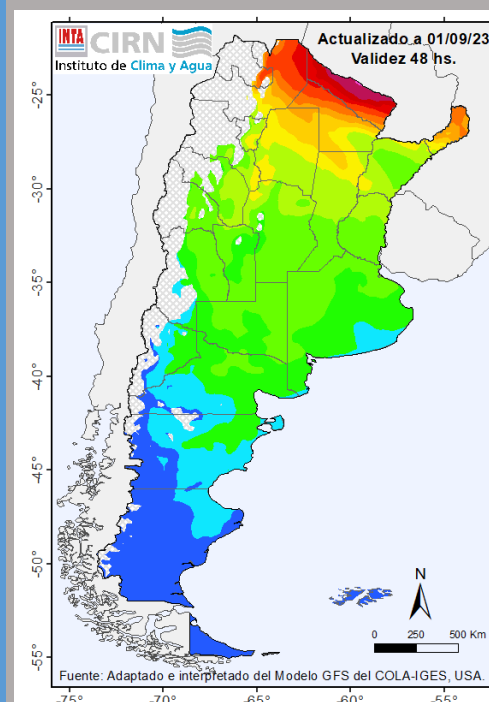 INTA CIRN
Instituto de Clima y Agua
Actualizado a 01/09/23
Validez 48 hs.
-25°
-30°
-35°
-40°
-45°
-50°
-55°
N
0 250 500 Km
Fuente: Adaptado e interpretado del Modelo GFS del COLA-IGES, USA.
-75° -70° -65° -60° -55°